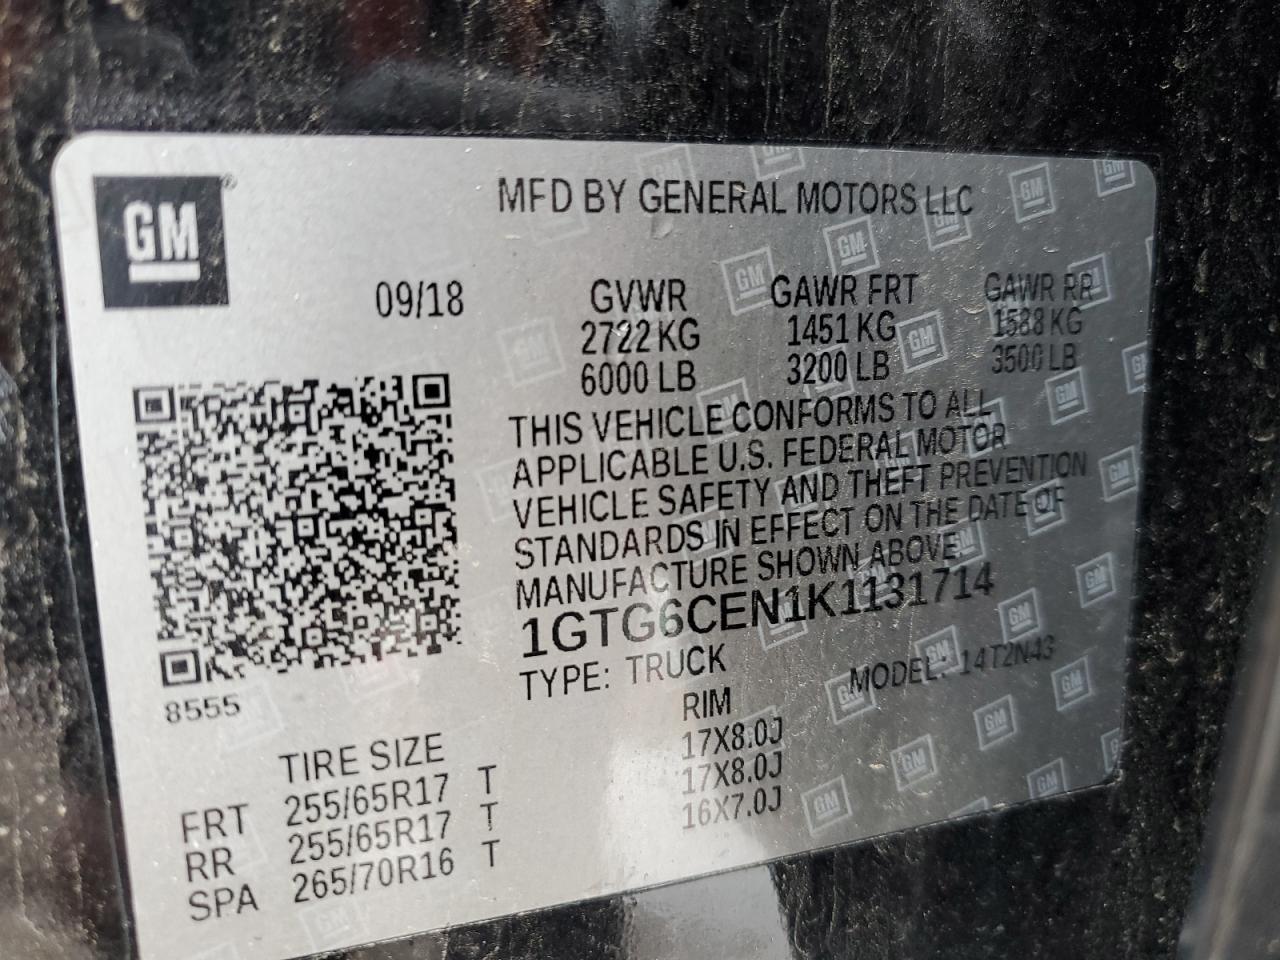 GM
MFD BY GENERAL MOTORS LLC
09/18
GVWR GAWR FRT GAWR RR
2722 KG 1451 KG 1588 KG
6000 LB 3200 LB 3500 LB
THIS VEHICLE CONFORMS TO ALL
APPLICABLE U.S. FEDERAL MOTOR
VEHICLE SAFETY AND THEFT PREVENTION
STANDARDS IN EFFECT ON THE DATE OF
MANUFACTURE SHOWN ABOVE
1GTG6CEN1K1131714
TYPE: TRUCK MODEL: 14T2N43
8555
TIRE SIZE RIM
FRT 255/65R17 T 17X8.0J
RR 255/65R17 T 17X8.0J
SPA 265/70R16 T 16X7.0J